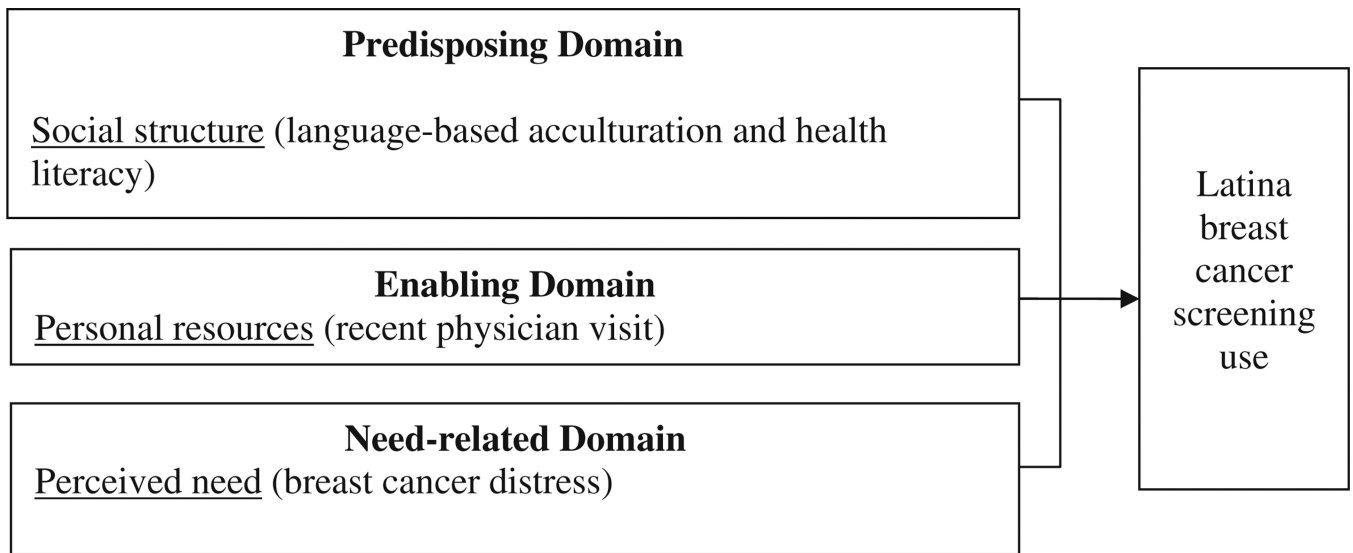 Predisposing Domain
Social structure (language-based acculturation and health
literacy)
Enabling Domain
Personal resources (recent physician visit)
Need-related Domain
Perceived need (breast cancer distress)
Latina
breast
cancer
screening
use